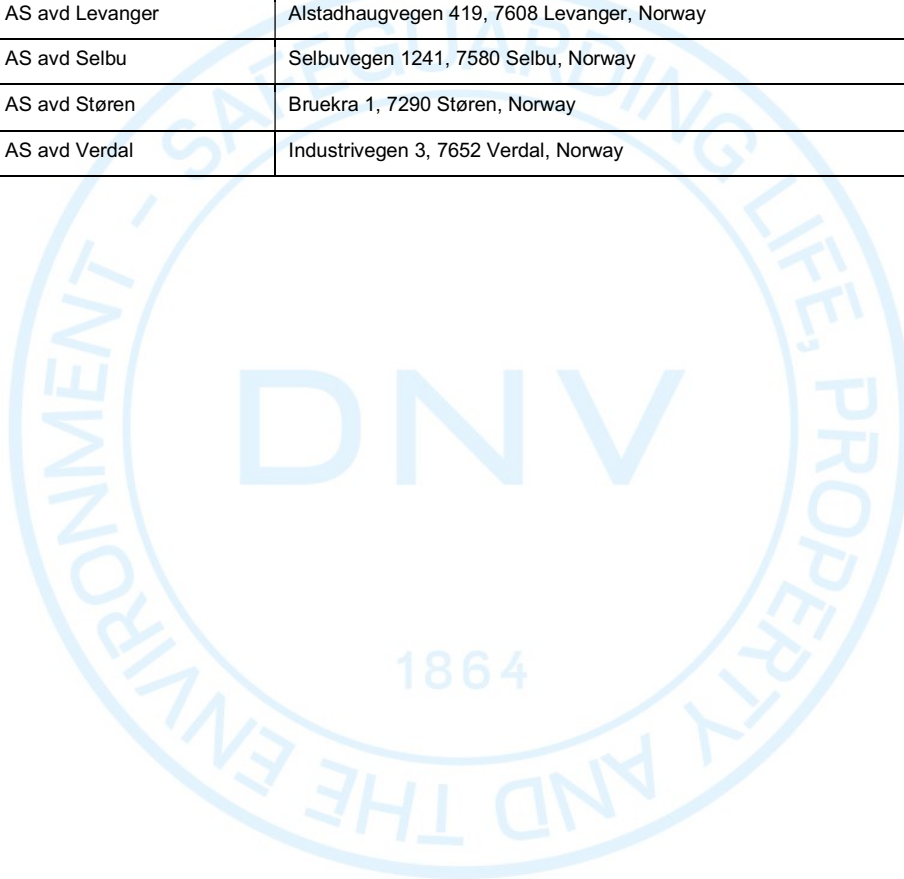 AS avd Levanger Alstadhaugvegen 419, 7608 Levanger, Norway
AS avd Selbu Selbuvegen 1241, 7580 Selbu, Norway
AS avd Støren Bruekra 1, 7290 Støren, Norway
AS avd Verdal Industrivegen 3, 7652 Verdal, Norway
SAFEGUARDING LIFE, PROPERTY AND THE ENVIRONMENT -
DNV
1864